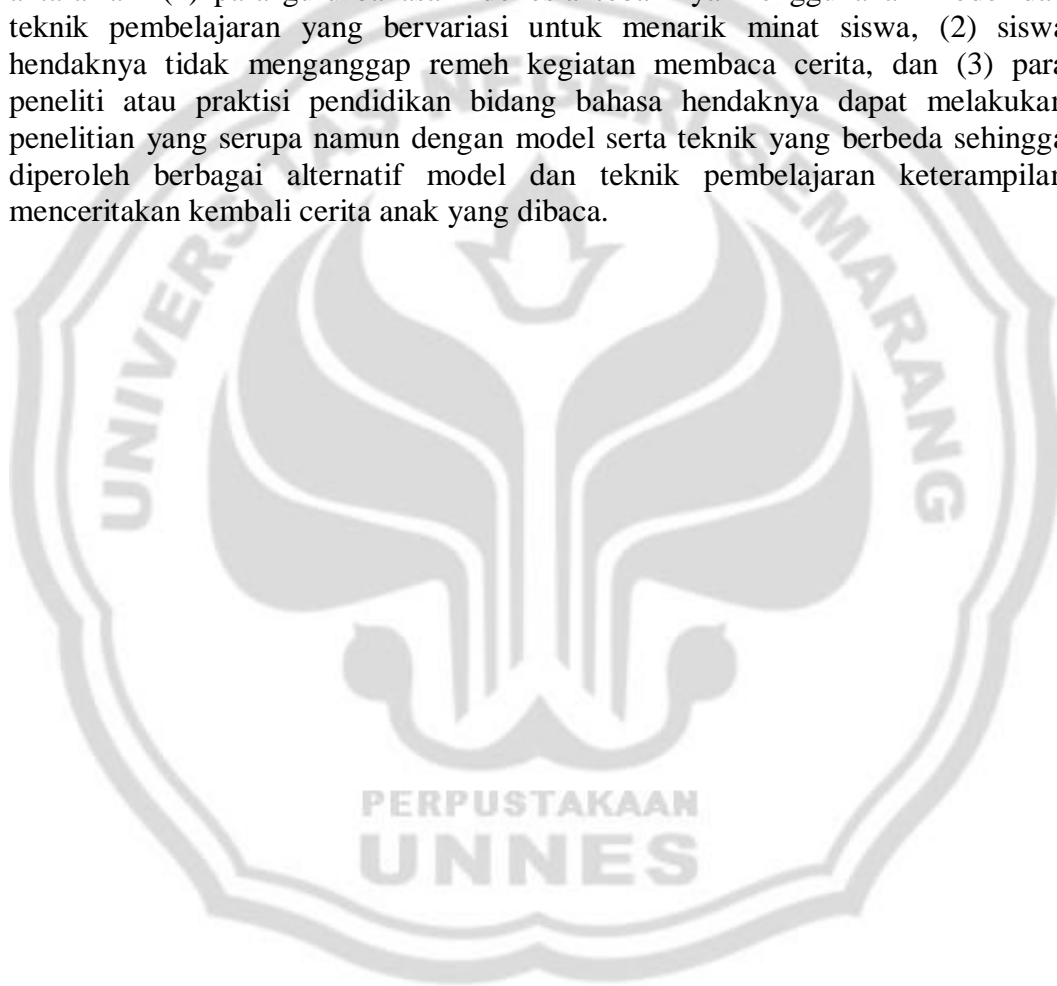 teknik pembelajaran yang bervariasi untuk menarik minat siswa, (2) siswa
hendaknya tidak menganggap remeh kegiatan membaca cerita, dan (3) para
peneliti atau praktisi pendidikan bidang bahasa hendaknya dapat melakukan
penelitian yang serupa namun dengan model serta teknik yang berbeda sehingga
diperoleh berbagai alternatif model dan teknik pembelajaran keterampilan
menceritakan kembali cerita anak yang dibaca.
UNIVERSITAS NEGERI SEMARANG
PERPUSTAKAAN
UNNES